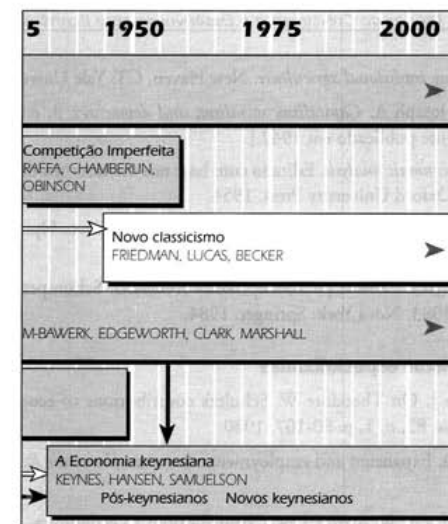 5 1950 1975 2000
Competição Imperfeita
RAFFA, CHAMBERLIN,
OBINSON
Novo classicismo
FRIEDMAN, LUCAS, BECKER
M-BAWERK, EDGEWORTH, CLARK, MARSHALL
A Economia keynesiana
KEYNES, HANSEN, SAMUELSON
Pós-keynesianos Novos keynesianos